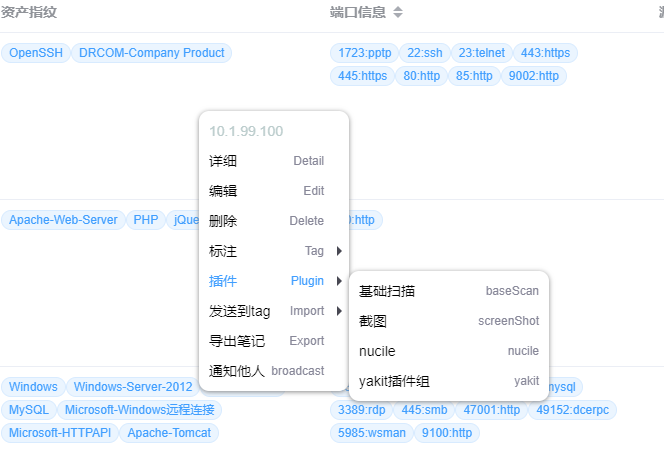 资产指纹 端口信息
OpenSSH DRCOM-Company Product 1723:pptp 22:ssh 23:telnet 443:https
445:https 80:http 85:http 9002:http
10.1.99.100
详细 Detail
编辑 Edit
删除 Delete
Apache-Web-Server PHP jQue :http
标注 Tag
插件 Plugin
基础扫描 baseScan
发送到tag Import
截图 screenShot
导出笔记 Export
nucile nucile
通知他人 broadcast
yakit插件组 yakit
Windows Windows-Server-2012 mysql
MySQL Microsoft-Windows远程连接 3389:rdp 445:smb 47001:http 49152:dcerpc
Microsoft-HTTPAPI Apache-Tomcat 5985:wsman 9100:http